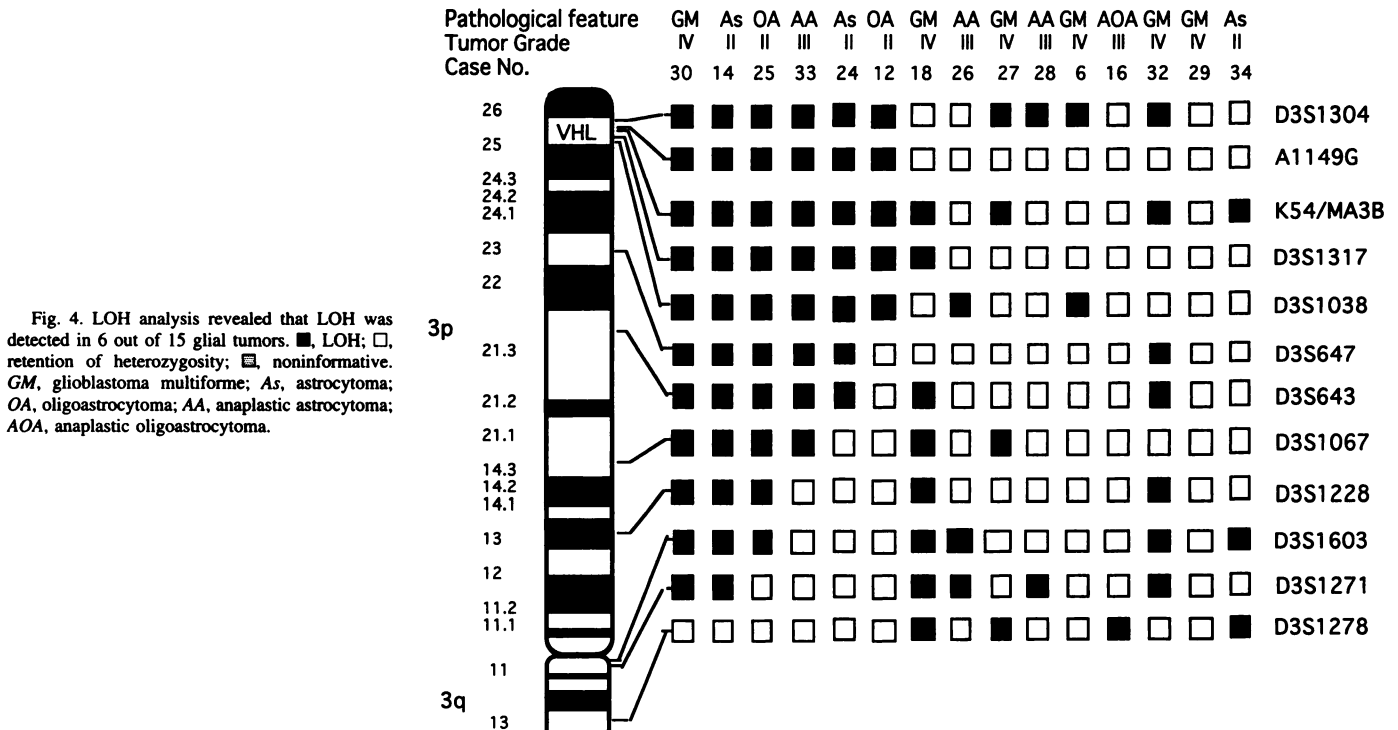 Pathological feature GM As OA AA As OA GM AA GM AA GM AOA GM GM As
Tumor Grade IV II II III II II IV III IV III IV III IV IV II
Case No. 30 14 25 33 24 12 18 26 27 28 6 16 32 29 34
26
VHL
25
24.3
24.2
24.1
23
22
3p
21.3
21.2
21.1
14.3
14.2
14.1
13
12
11.2
11.1
11
3q
13
D3S1304
A1149G
K54/MA3B
D3S1317
D3S1038
D3S647
D3S643
D3S1067
D3S1228
D3S1603
D3S1271
D3S1278
Fig. 4. LOH analysis revealed that LOH was
detected in 6 out of 15 glial tumors. ■, LOH; □,
retention of heterozygosity; ▤, noninformative.
GM, glioblastoma multiforme; As, astrocytoma;
OA, oligoastrocytoma; AA, anaplastic astrocytoma;
AOA, anaplastic oligoastrocytoma.